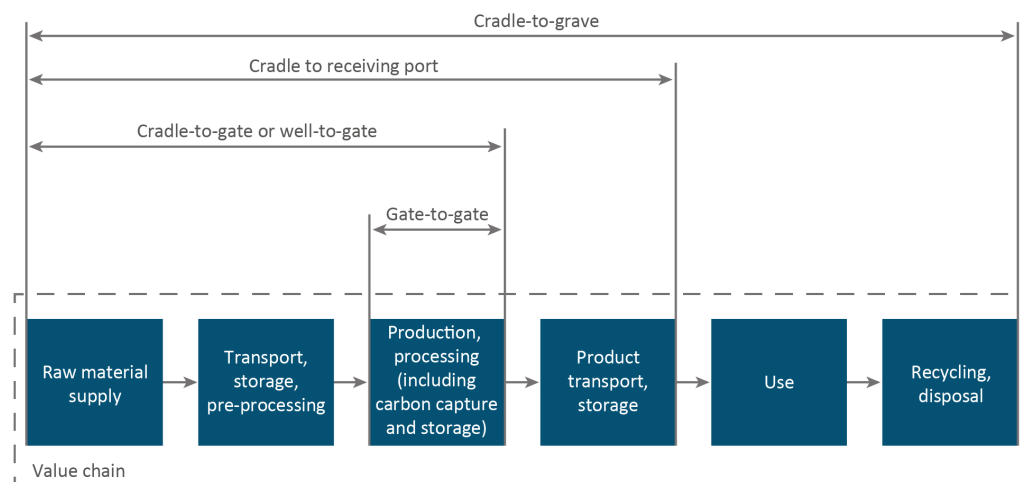 Cradle-to-grave
Cradle to receiving port
Cradle-to-gate or well-to-gate
Gate-to-gate
Raw material
supply
Transport,
storage,
pre-processing
Production,
processing
(including
carbon capture
and storage)
Product
transport,
storage
Use
Recycling,
disposal
Value chain